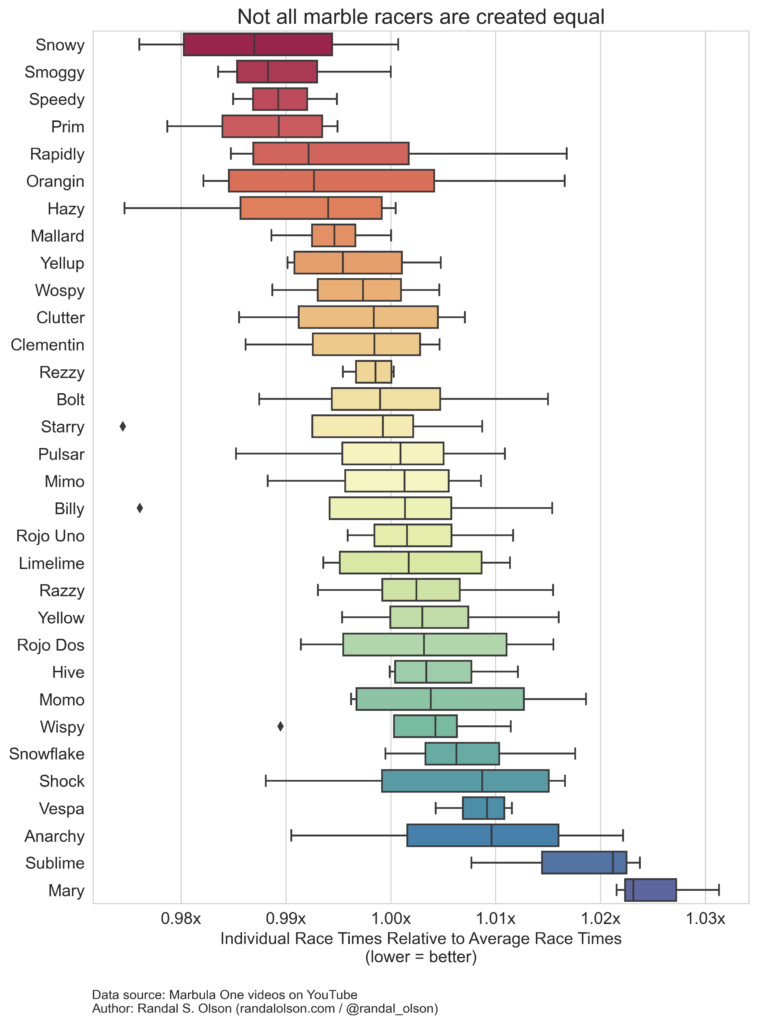 Not all marble racers are created equal
Snowy
Smoggy
Speedy
Prim
Rapidly
Orangin
Hazy
Mallard
Yellup
Wospy
Clutter
Clementin
Rezzy
Bolt
Starry
Pulsar
Mimo
Billy
Rojo Uno
Limelime
Razzy
Yellow
Rojo Dos
Hive
Momo
Wispy
Snowflake
Shock
Vespa
Anarchy
Sublime
Mary
0.98x 0.99x 1.00x 1.01x 1.02x 1.03x
Individual Race Times Relative to Average Race Times
(lower = better)
Data source: Marbula One videos on YouTube
Author: Randal S. Olson (randalolson.com / @randal_olson)